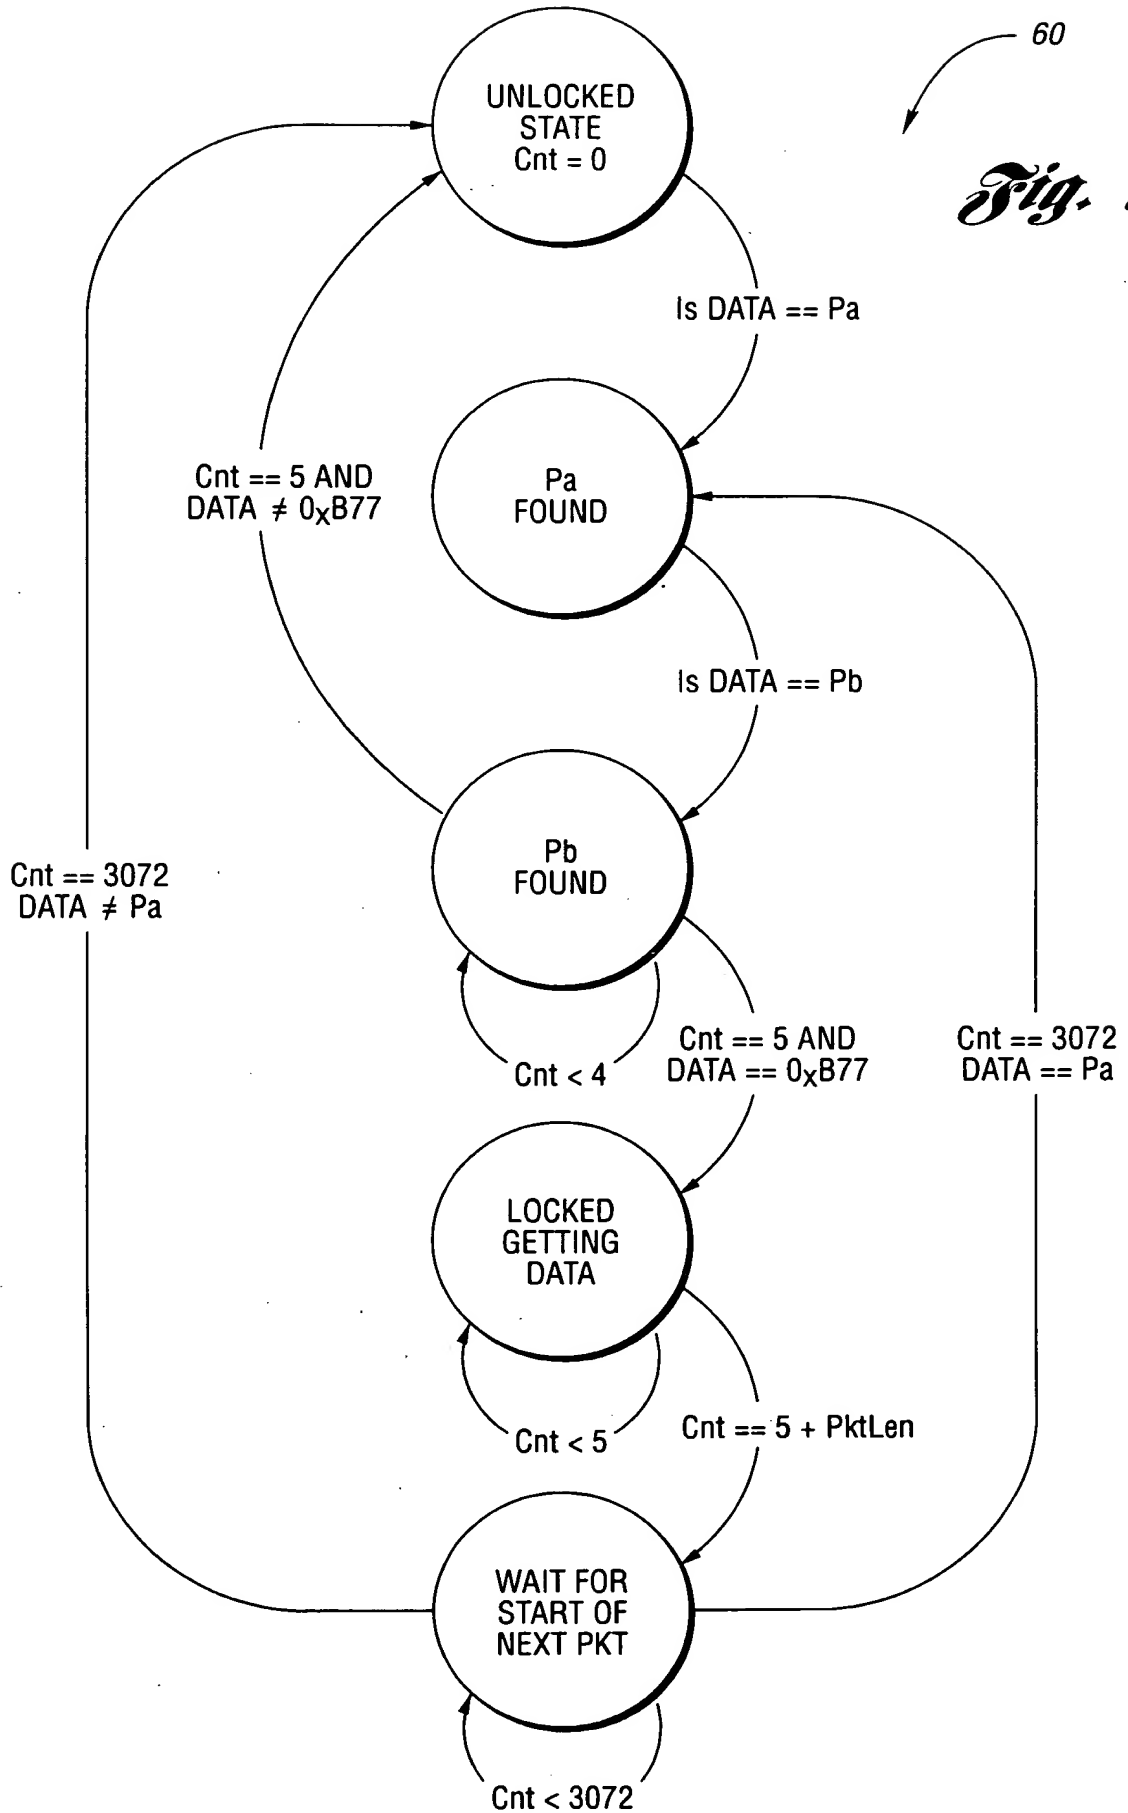 60
Fig.
UNLOCKED
STATE
Cnt = 0
Is DATA == Pa
Pa
FOUND
Cnt == 5 AND
DATA ≠ 0xB77
Is DATA == Pb
Pb
FOUND
Cnt == 3072
DATA ≠ Pa
Cnt < 4
Cnt == 5 AND
DATA == 0xB77
Cnt == 3072
DATA == Pa
LOCKED
GETTING
DATA
Cnt < 5
Cnt == 5 + PktLen
WAIT FOR
START OF
NEXT PKT
Cnt < 3072